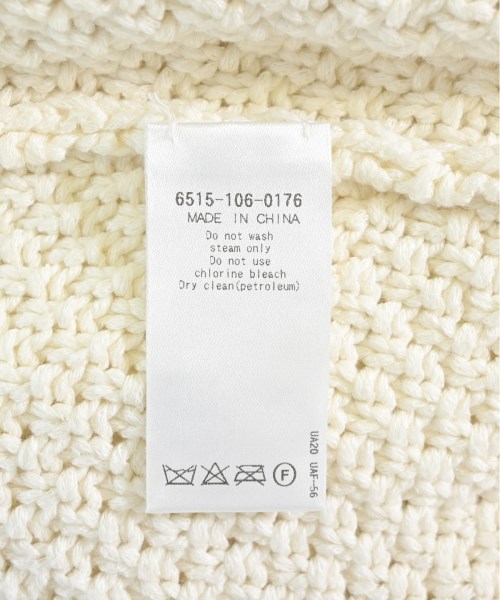 6515-106-0176
MADE IN CHINA
Do not wash
steam only
Do not use
chlorine bleach
Dry clean(petroleum)
F
UA20 UAF-56